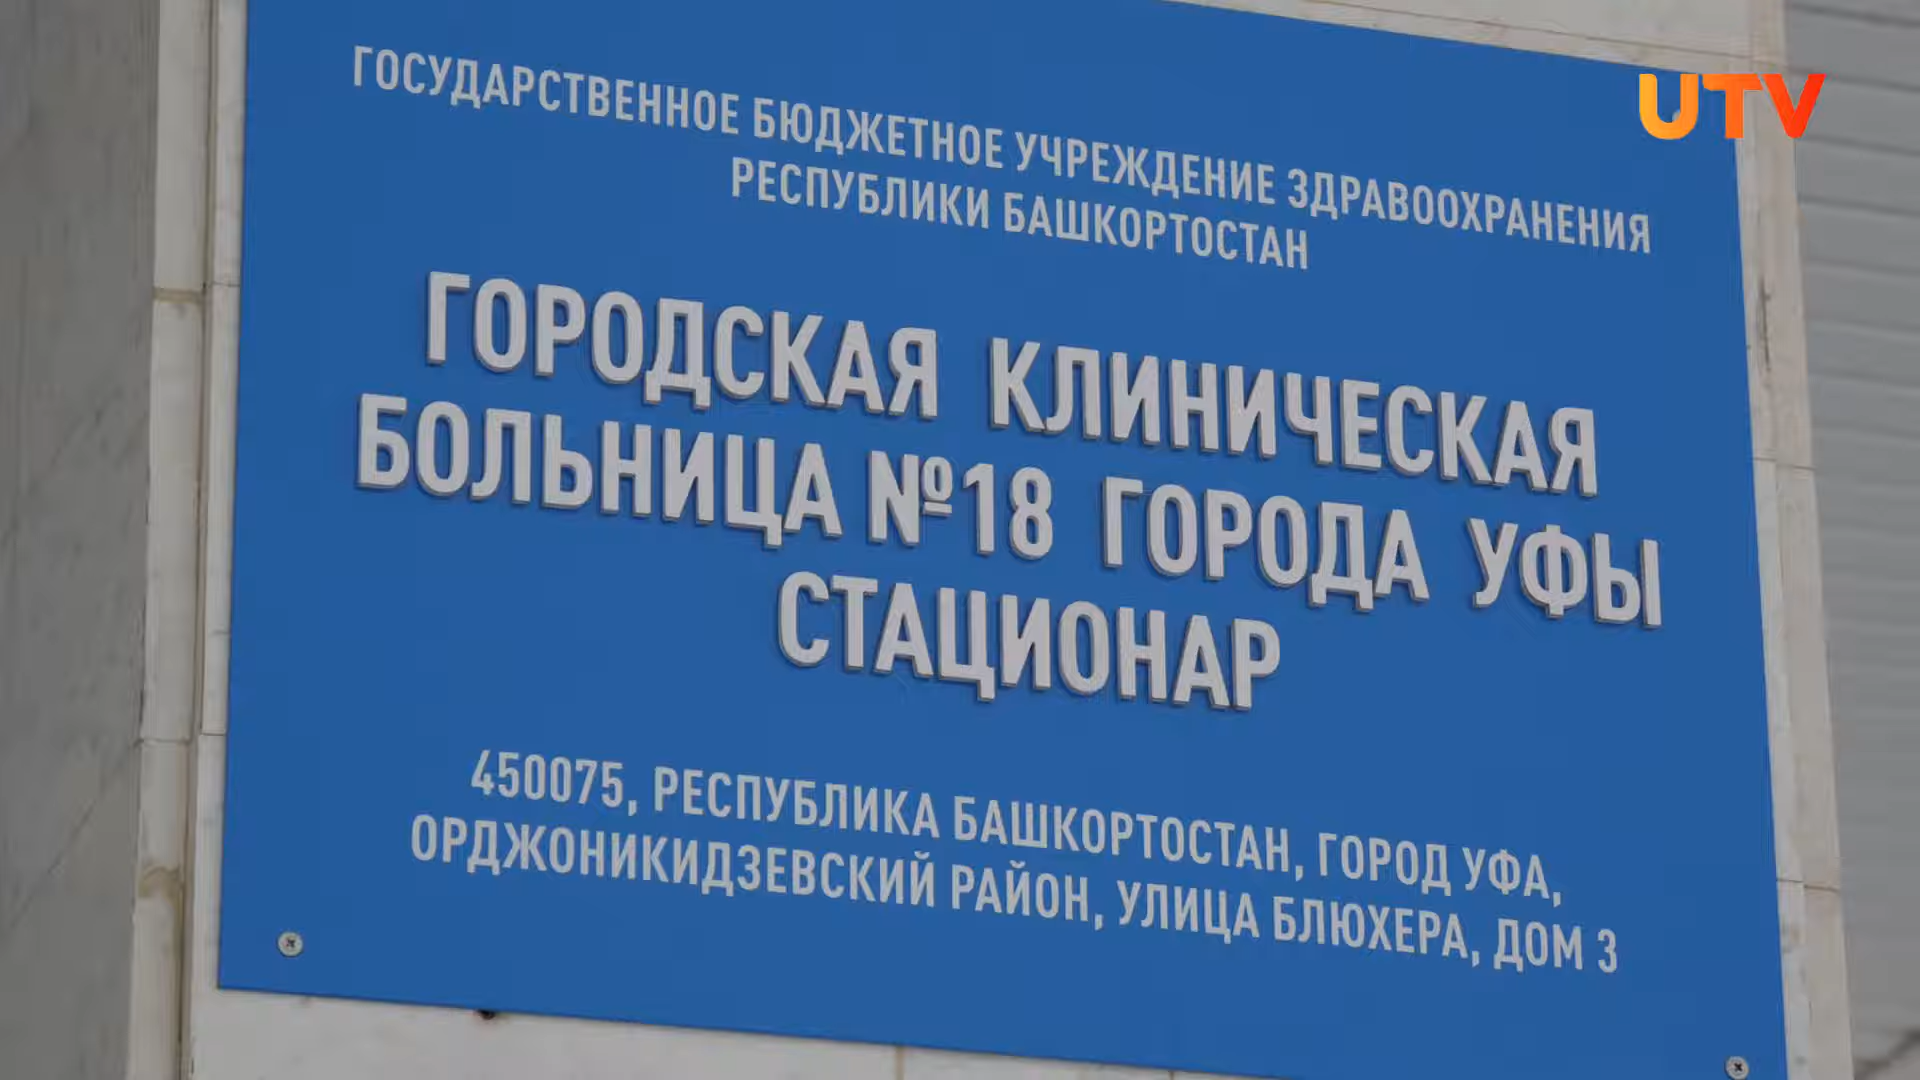 UTV
ГОСУДАРСТВЕННОЕ БЮДЖЕТНОЕ УЧРЕЖДЕНИЕ ЗДРАВООХРАНЕНИЯ
РЕСПУБЛИКИ БАШКОРТОСТАН
ГОРОДСКАЯ КЛИНИЧЕСКАЯ
БОЛЬНИЦА №18 ГОРОДА УФЫ
СТАЦИОНАР
450075, РЕСПУБЛИКА БАШКОРТОСТАН, ГОРОД УФА,
ОРДЖОНИКИДЗЕВСКИЙ РАЙОН, УЛИЦА БЛЮХЕРА, ДОМ 3